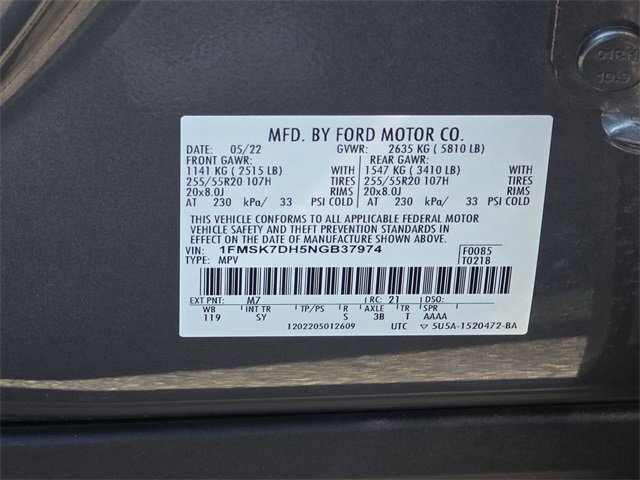 MFD. BY FORD MOTOR CO.
DATE: 05/22 GVWR: 2635 KG ( 5810 LB)
FRONT GAWR: REAR GAWR:
1141 KG ( 2515 LB) WITH 1547 KG ( 3410 LB) WITH
255/55R20 107H TIRES 255/55R20 107H TIRES
20x8.0J RIMS 20x8.0J RIMS
AT 230 kPa/ 33 PSI COLD AT 230 kPa/ 33 PSI COLD
THIS VEHICLE CONFORMS TO ALL APPLICABLE FEDERAL MOTOR
VEHICLE SAFETY AND THEFT PREVENTION STANDARDS IN
EFFECT ON THE DATE OF MANUFACTURE SHOWN ABOVE.
VIN: 1FMSK7DH5NGB37974 F0085
TYPE: MPV T0218
EXT PNT: M7 RC: 21 DSO:
WB INT TR TP/PS R AXLE TR SPR
119 SY S 3B T AAAA
1202205012609 UTC 5U5A-1520472-BA